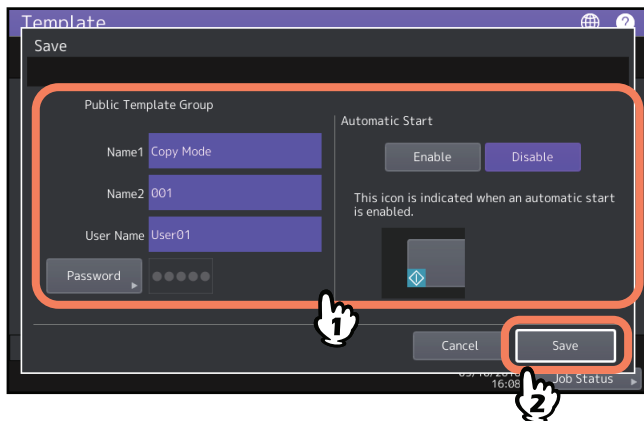 Template
?
Save
Public Template Group
Name1 Copy Mode
Name2 001
User Name User01
Password
Automatic Start
Enable Disable
This icon is indicated when an automatic start
is enabled.
1
Cancel Save
16:08 Job Status
2